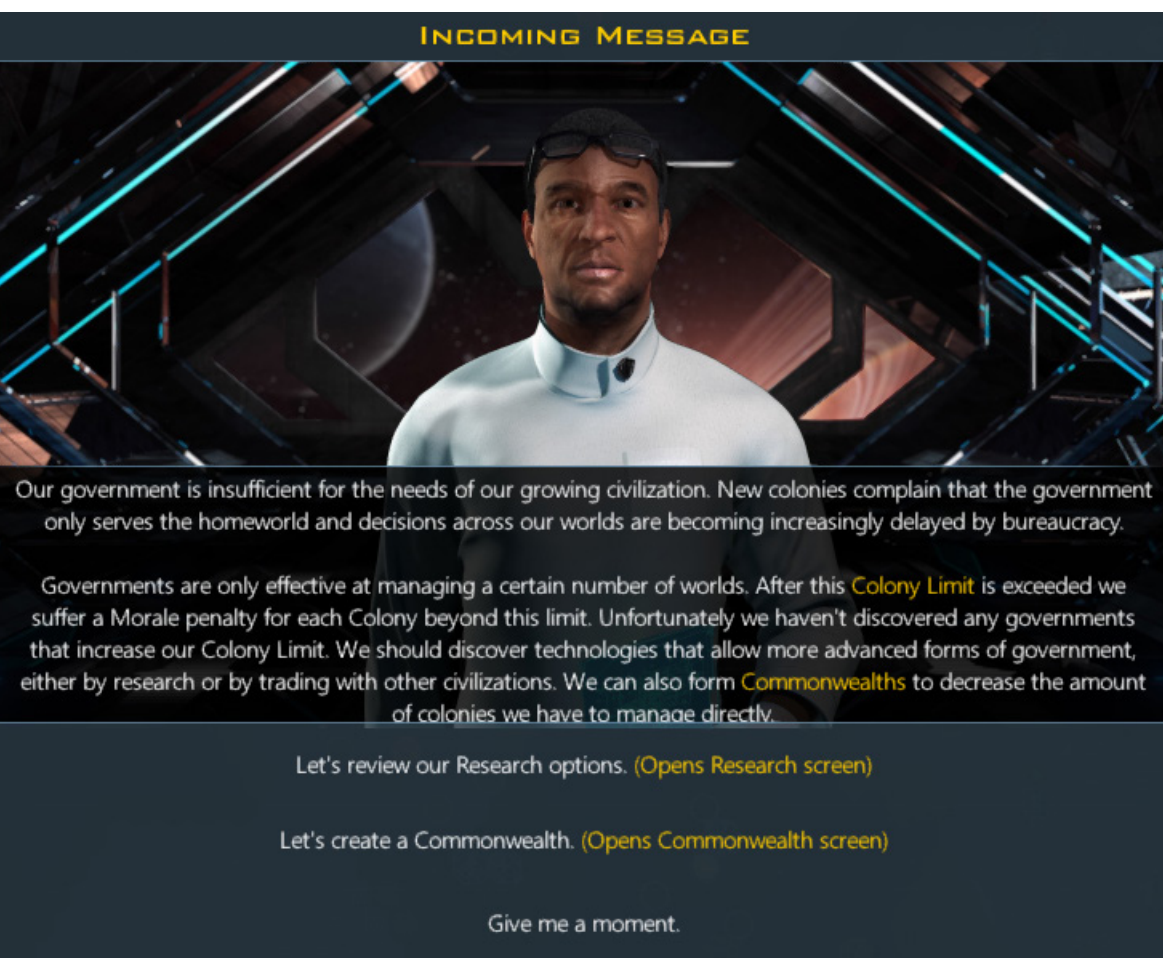 INCOMING MESSAGE
Our government is insufficient for the needs of our growing civilization. New colonies complain that the government
only serves the homeworld and decisions across our worlds are becoming increasingly delayed by bureaucracy.
Governments are only effective at managing a certain number of worlds. After this Colony Limit is exceeded we
suffer a Morale penalty for each Colony beyond this limit. Unfortunately we haven't discovered any governments
that increase our Colony Limit. We should discover technologies that allow more advanced forms of government,
either by research or by trading with other civilizations. We can also form Commonwealths to decrease the amount
of colonies we have to manage directly.
Let's review our Research options. (Opens Research screen)
Let's create a Commonwealth. (Opens Commonwealth screen)
Give me a moment.